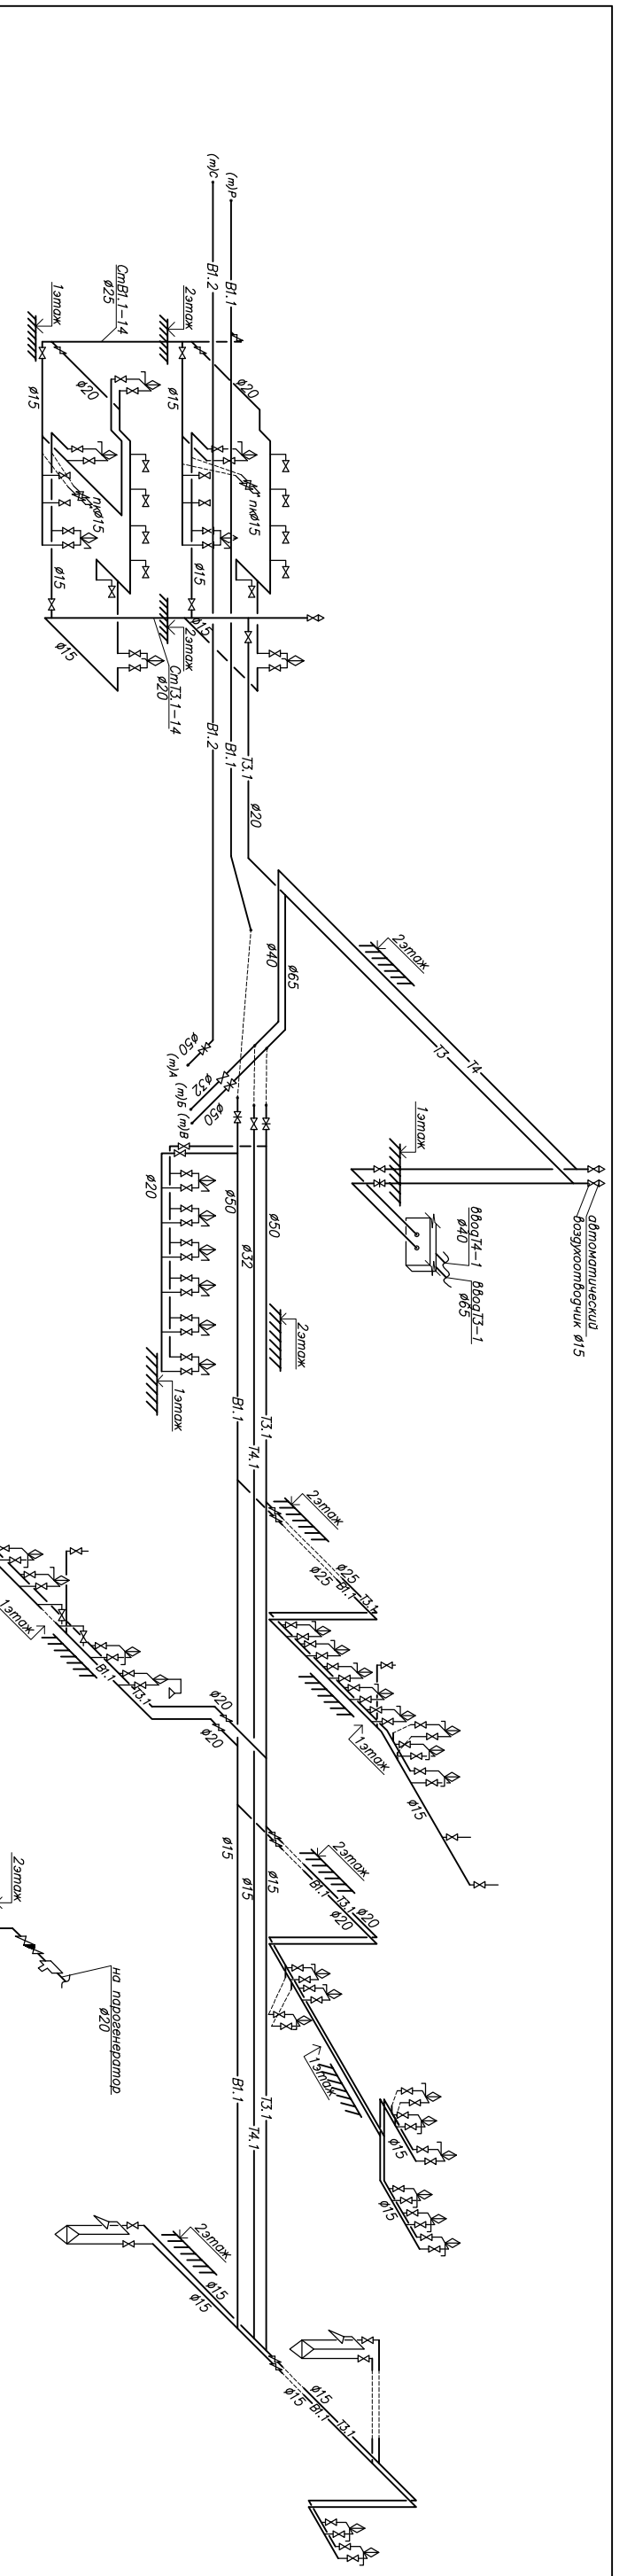 (т)С
(т)Р
В1.2
В1.1
СтВ1.1-14
ø25
1этаж
2этаж
ø20
ø20
ø15
ø15
пкø15
пкø15
ø15
ø15
ø15
ø15
2этаж
СтТ3.1-14
ø20
В1.2
В1.1
Т3.1
ø20
ø40
ø65
2этаж
Т3
Т4
ø50
ø32
ø50
(т)А
(т)Б
(т)В
1этаж
вводТ4-1
ø40
вводТ3-1
ø65
автоматический
воздухоотводчик ø15
ø20
ø50
ø32
ø50
2этаж
1этаж
В1.1
Т4.1
Т3.1
2этаж
ø25
ø25
В1.1
Т3.1
1этаж
ø15
1этаж
В1.1
Т3.1
ø20
ø20
ø15
ø15
ø15
2этаж
В1.1
Т3.1
ø20
ø20
1этаж
ø15
ø15
2этаж
на парогенератор
ø20
В1.1
Т4.1
Т3.1
2этаж
ø15
ø15
ø15
ø15
В1.1
Т3.1